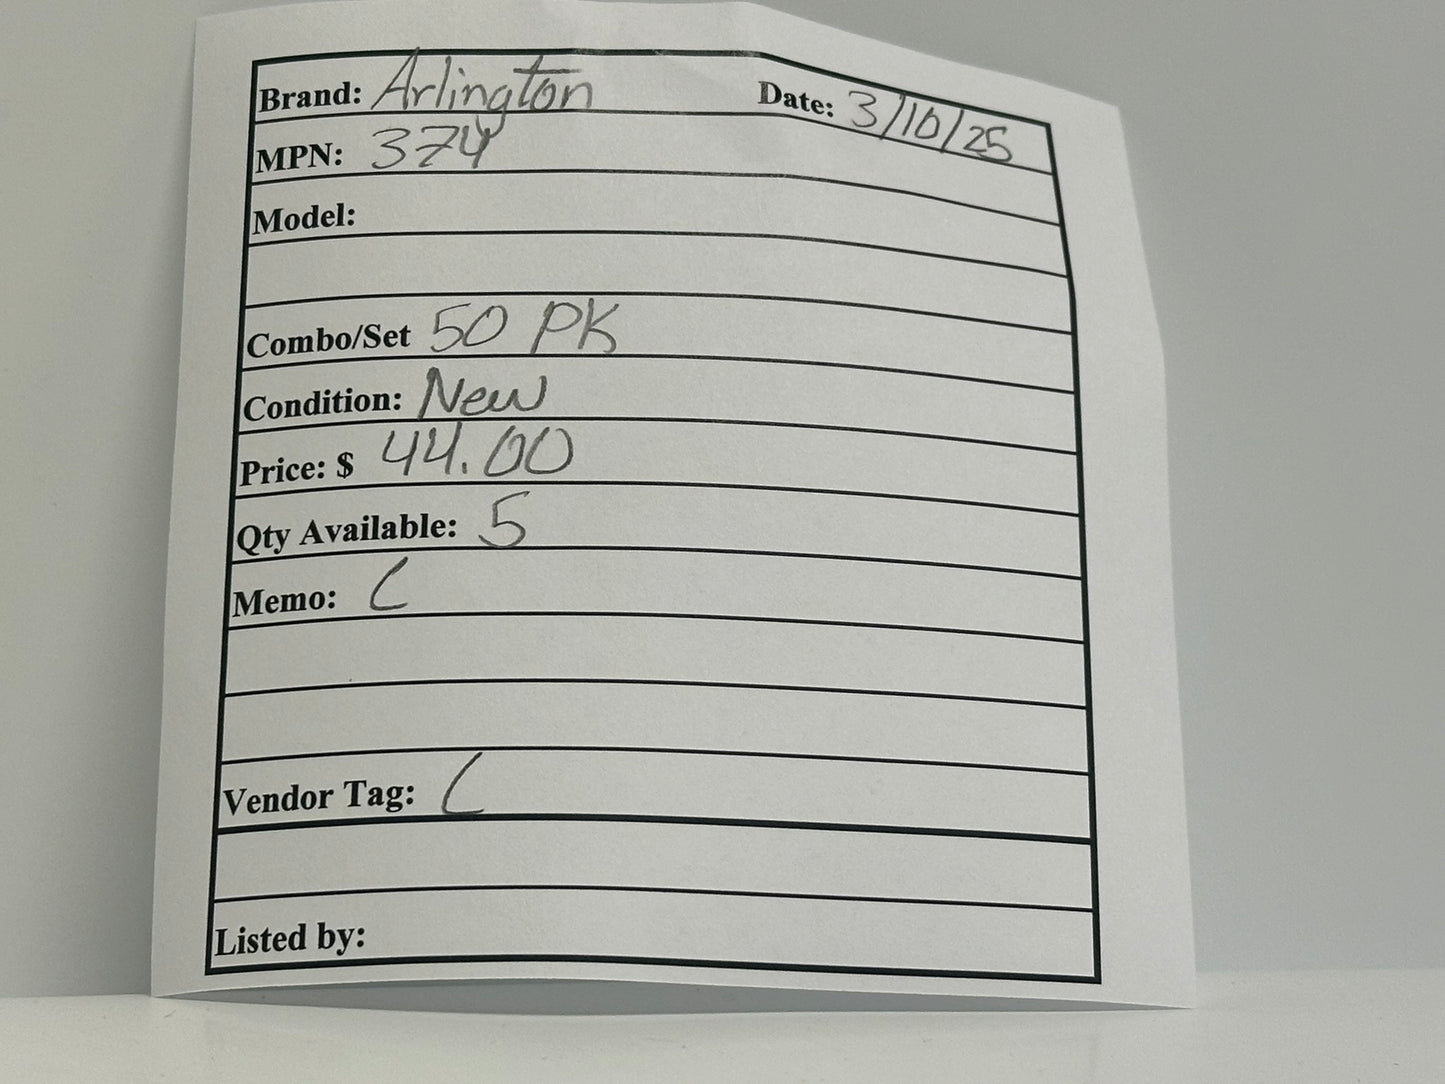 Brand: Arlington Date: 3/10/25
MPN: 374
Model:
Combo/Set 50 PK
Condition: New
Price: $ 44.00
Qty Available: 5
Memo: C
Vendor Tag: C
Listed by: